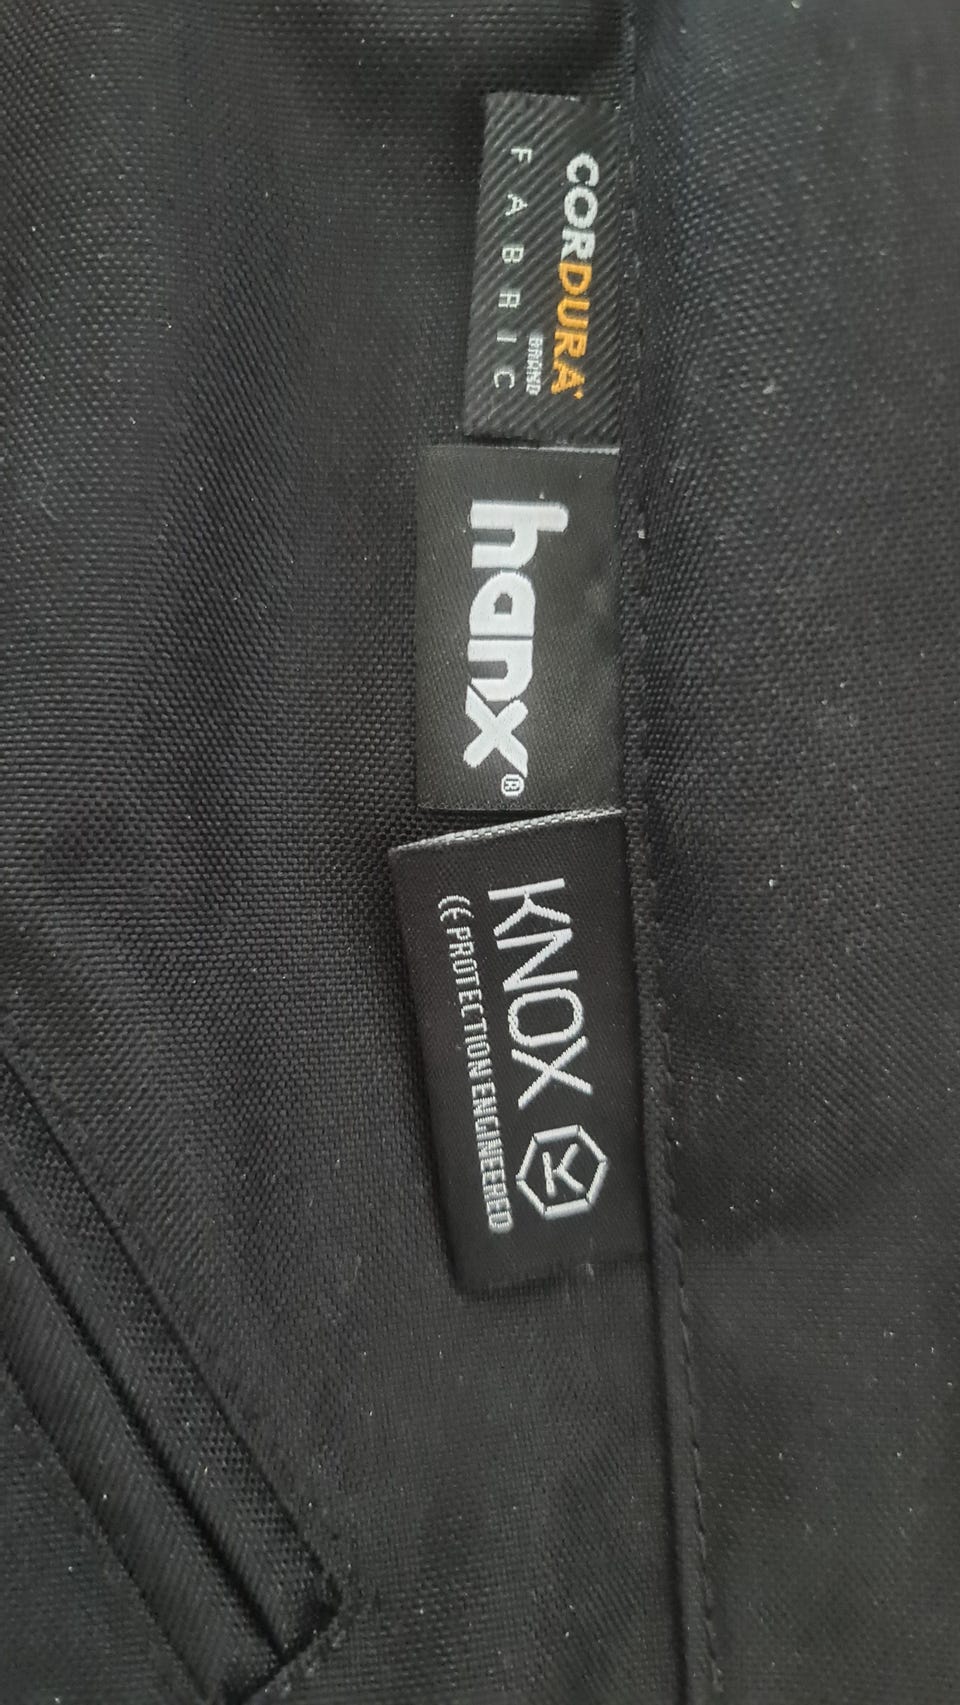 CORDURA
BRAND
FABRIC
hanx®
KNOX
CE PROTECTION ENGINEERED